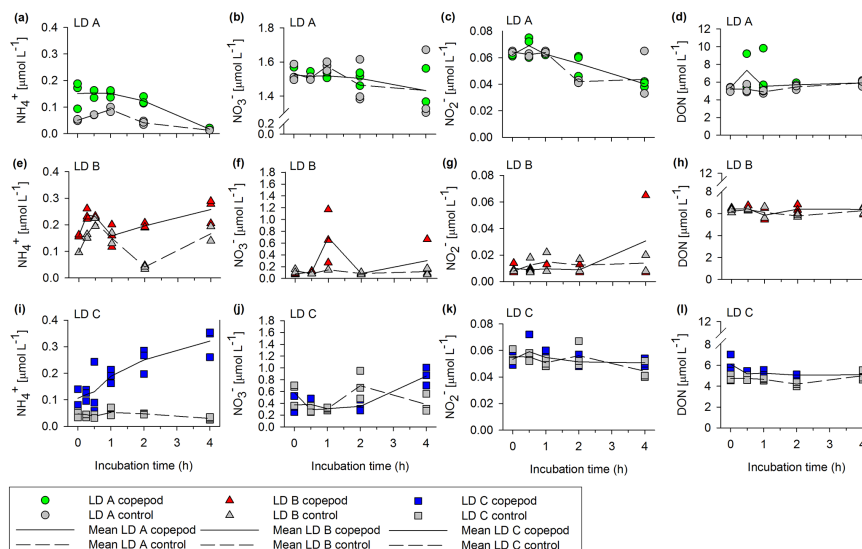 (a) LD A
NH₄⁺ [µmol L⁻¹]
0.4
0.3
0.2
0.1
0.0
(b) LD A
NO₃⁻ [µmol L⁻¹]
1.8
1.6
1.4
0.2
0.0
(c) LD A
NO₂⁻ [µmol L⁻¹]
0.08
0.06
0.04
0.02
0.00
(d) LD A
DON [µmol L⁻¹]
12
10
8
6
4
2
0
(e) LD B
NH₄⁺ [µmol L⁻¹]
0.4
0.3
0.2
0.1
0.0
(f) LD B
NO₃⁻ [µmol L⁻¹]
1.8
1.6
1.4
1.2
1.0
0.8
0.6
0.4
0.2
0.0
(g) LD B
NO₂⁻ [µmol L⁻¹]
0.08
0.06
0.04
0.02
0.00
(h) LD B
DON [µmol L⁻¹]
12
8
6
4
2
0
(i) LD C
NH₄⁺ [µmol L⁻¹]
0.4
0.3
0.2
0.1
0.0
0 1 2 3 4
Incubation time (h)
(j) LD C
NO₃⁻ [µmol L⁻¹]
1.8
1.6
1.4
1.2
1.0
0.8
0.6
0.4
0.2
0.0
0 1 2 3 4
Incubation time (h)
(k) LD C
NO₂⁻ [µmol L⁻¹]
0.08
0.06
0.04
0.02
0.00
0 1 2 3 4
Incubation time (h)
(l) LD C
DON [µmol L⁻¹]
12
8
6
4
2
0
0 1 2 3 4
Incubation time (h)
LD A copepod LD B copepod LD C copepod
LD A control LD B control LD C control
Mean LD A copepod Mean LD B copepod Mean LD C copepod
Mean LD A control Mean LD B control Mean LD C control